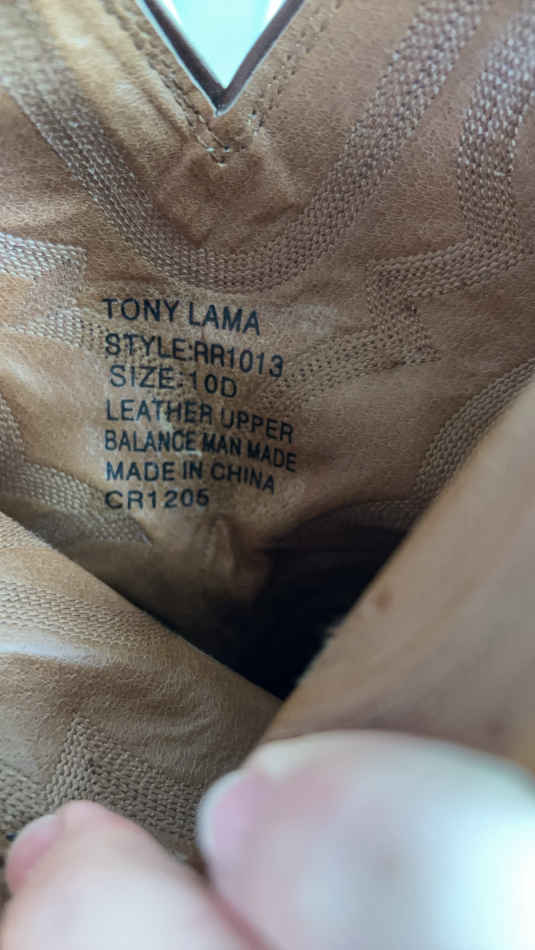 TONY LAMA
STYLE:RR1013
SIZE:10D
LEATHER UPPER
BALANCE MAN MADE
MADE IN CHINA
CR1205